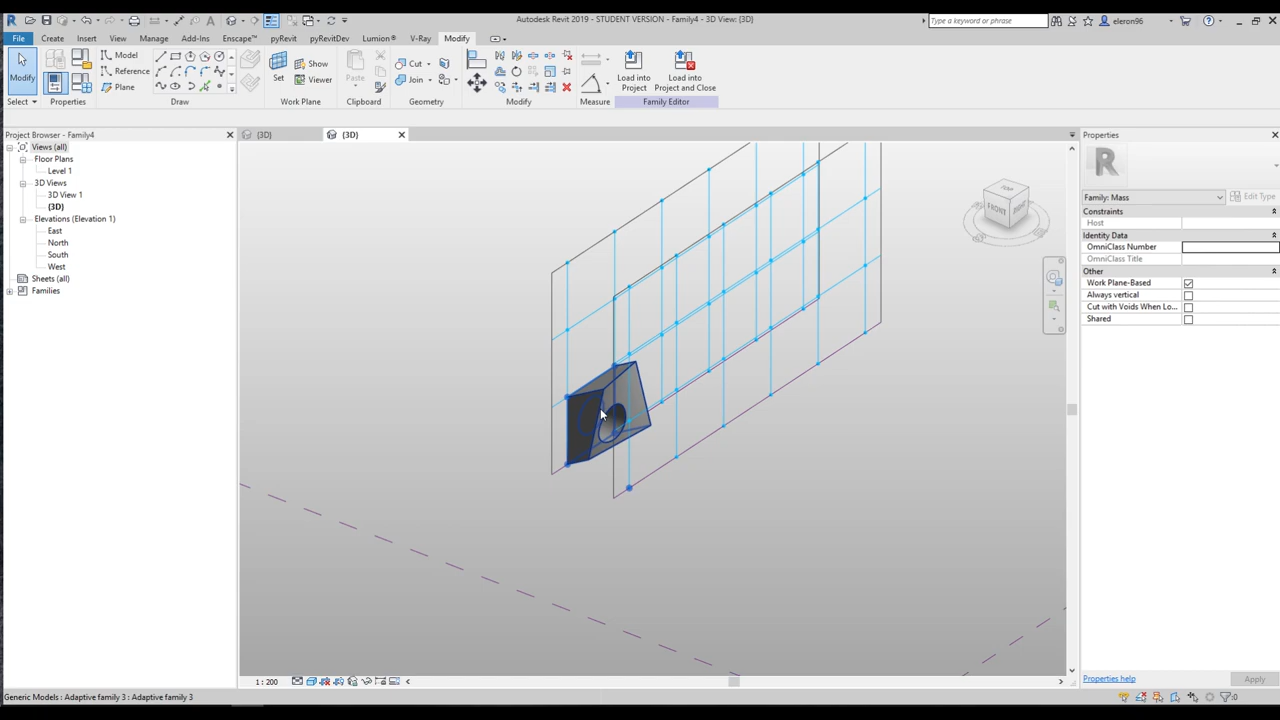 Autodesk Revit 2019 - STUDENT VERSION - Family4 - 3D View: {3D}
Type a keyword or phrase
eleron96
File
Create
Insert
View
Manage
Add-Ins
Enscape™
pyRevit
pyRevitDev
Lumion®
V-Ray
Modify
Modify
Model
Reference
Plane
Set
Show
Viewer
Paste
Cut
Join
Load into
Project
Load into
Project and Close
Select
Properties
Draw
Work Plane
Clipboard
Geometry
Modify
Measure
Family Editor
Project Browser - Family4
Views (all)
Floor Plans
Level 1
3D Views
3D View 1
{3D}
Elevations (Elevation 1)
East
North
South
West
Sheets (all)
Families
{3D}
{3D}
TOP
FRONT
Properties
R
Family: Mass
Edit Type
Constraints
Host
Identity Data
OmniClass Number
OmniClass Title
Other
Work Plane-Based
Always vertical
Cut with Voids When Lo...
Shared
Properties help
Apply
1 : 200
Generic Models : Adaptive family 3 : Adaptive family 3
:0